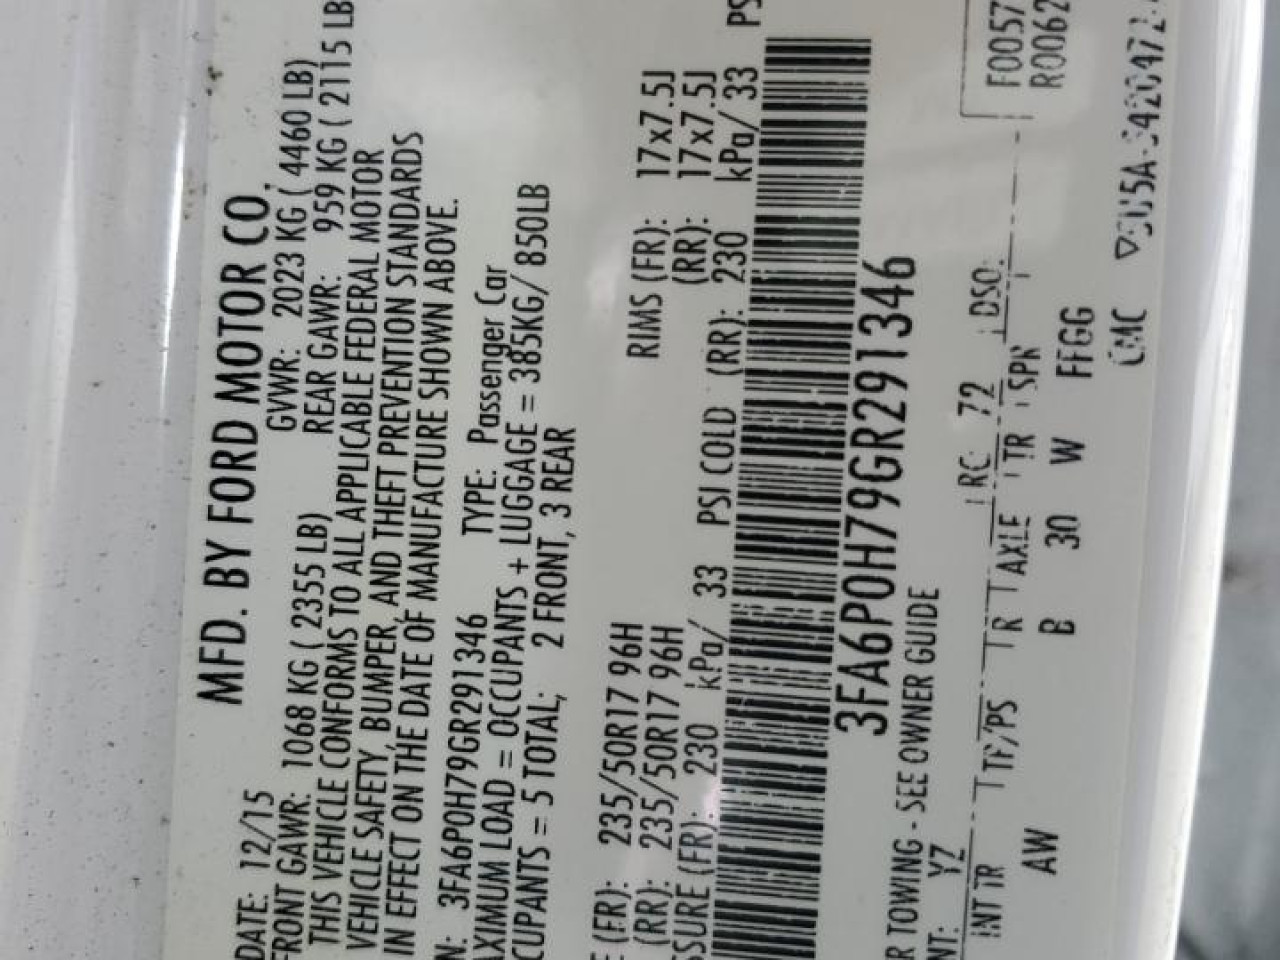 MFD. BY FORD MOTOR CO.
DATE: 12/15 GVWR: 2023 KG ( 4460 LB)
FRONT GAWR: 1068 KG ( 2355 LB) REAR GAWR: 959 KG ( 2115 LB
THIS VEHICLE CONFORMS TO ALL APPLICABLE FEDERAL MOTOR
VEHICLE SAFETY, BUMPER, AND THEFT PREVENTION STANDARDS
IN EFFECT ON THE DATE OF MANUFACTURE SHOWN ABOVE.
N: 3FA6P0H79GR291346 TYPE: Passenger Car
AXIMUM LOAD = OCCUPANTS + LUGGAGE = 385KG/ 850LB
CUPANTS = 5 TOTAL; 2 FRONT, 3 REAR
E (FR): 235/50R17 96H RIMS (FR): 17x7.5J
(RR): 235/50R17 96H (RR): 17x7.5J
SSURE (FR): 230 kPa/ 33 PSI COLD (RR): 230 kPa/ 33 PS
3FA6P0H79GR291346
R TOWING - SEE OWNER GUIDE
NT: YZ RC: 72 DSO: F0057
INT TR TP/PS R AXLE TR SPR R0062
AW B 30 W FFGG